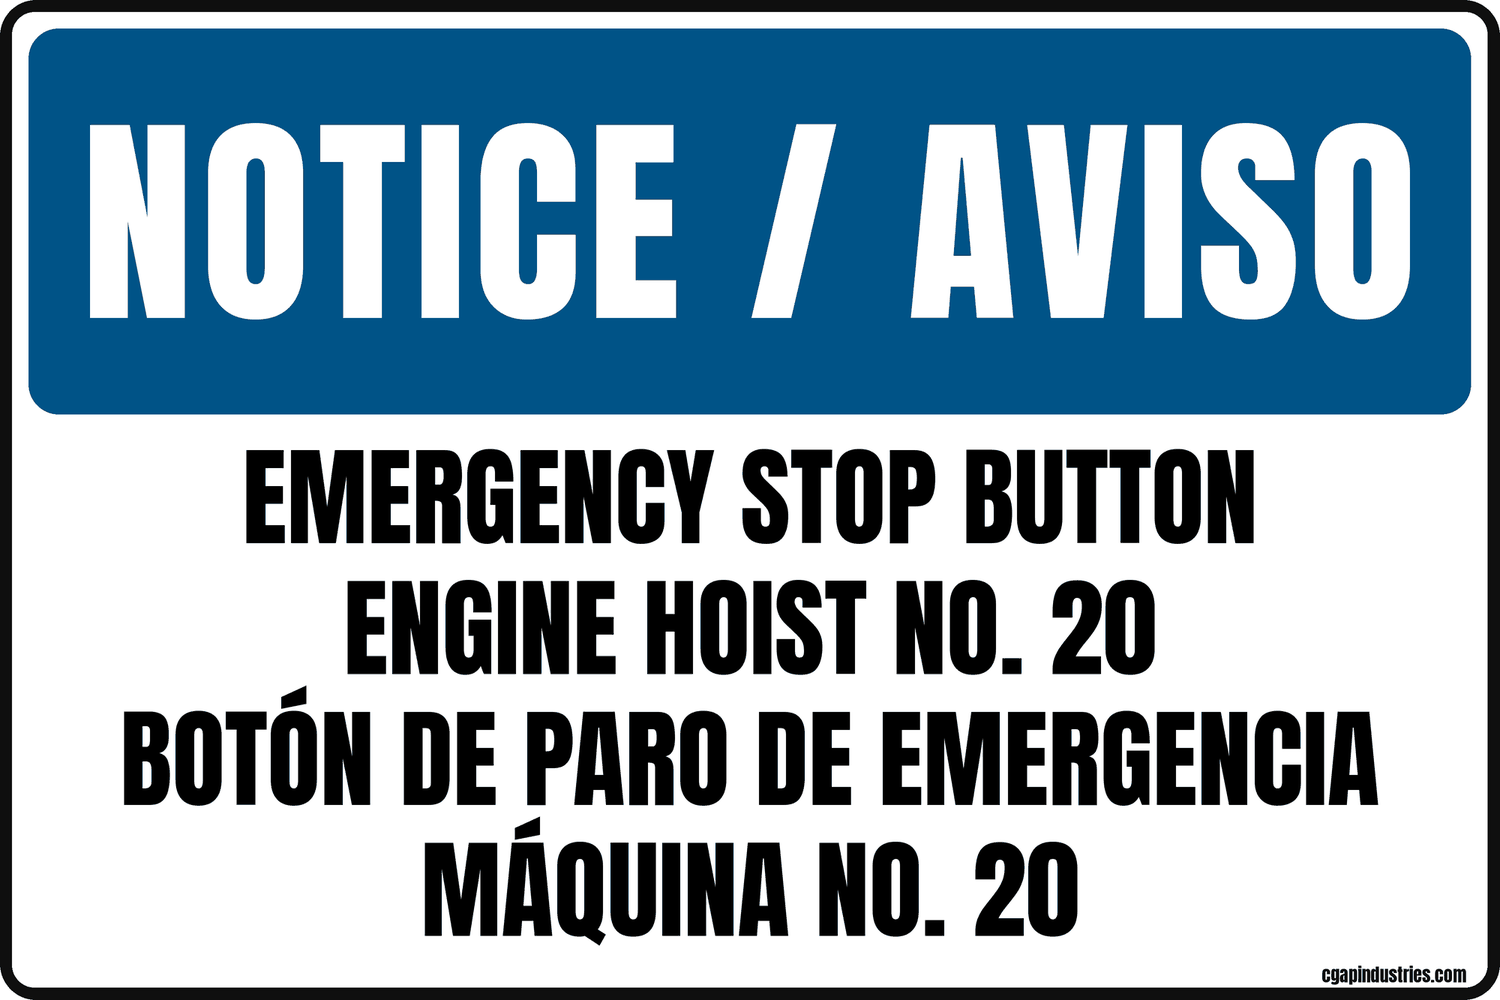 NOTICE / AVISO
EMERGENCY STOP BUTTON
ENGINE HOIST NO. 20
BOTÓN DE PARO DE EMERGENCIA
MÁQUINA NO. 20
cgapindustries.com